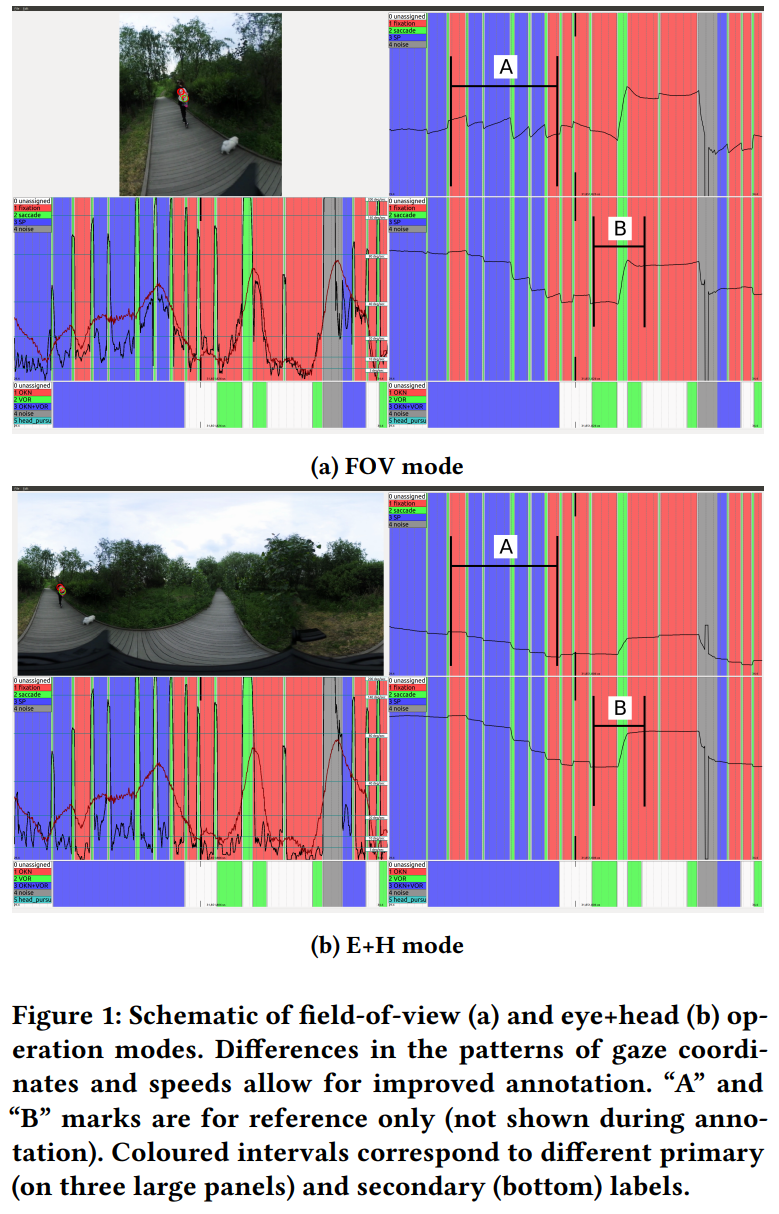 0 unassigned
1 fixation
2 saccade
3 SP
4 noise
A
0 unassigned
1 fixation
2 saccade
3 SP
4 noise
0 unassigned
1 fixation
2 saccade
3 SP
4 noise
B
0 unassigned
1 OKN
2 VOR
3 OKN+VOR
4 noise
5 head_pursu
0 unassigned
1 OKN
2 VOR
3 OKN+VOR
4 noise
5 head_pursu
(a) FOV mode
0 unassigned
1 fixation
2 saccade
3 SP
4 noise
A
0 unassigned
1 fixation
2 saccade
3 SP
4 noise
0 unassigned
1 fixation
2 saccade
3 SP
4 noise
B
0 unassigned
1 OKN
2 VOR
3 OKN+VOR
4 noise
5 head_pursu
0 unassigned
1 OKN
2 VOR
3 OKN+VOR
4 noise
5 head_pursu
(b) E+H mode
Figure 1: Schematic of field-of-view (a) and eye+head (b) op-
eration modes. Differences in the patterns of gaze coordi-
nates and speeds allow for improved annotation. “A” and
“B” marks are for reference only (not shown during anno-
tation). Coloured intervals correspond to different primary
(on three large panels) and secondary (bottom) labels.